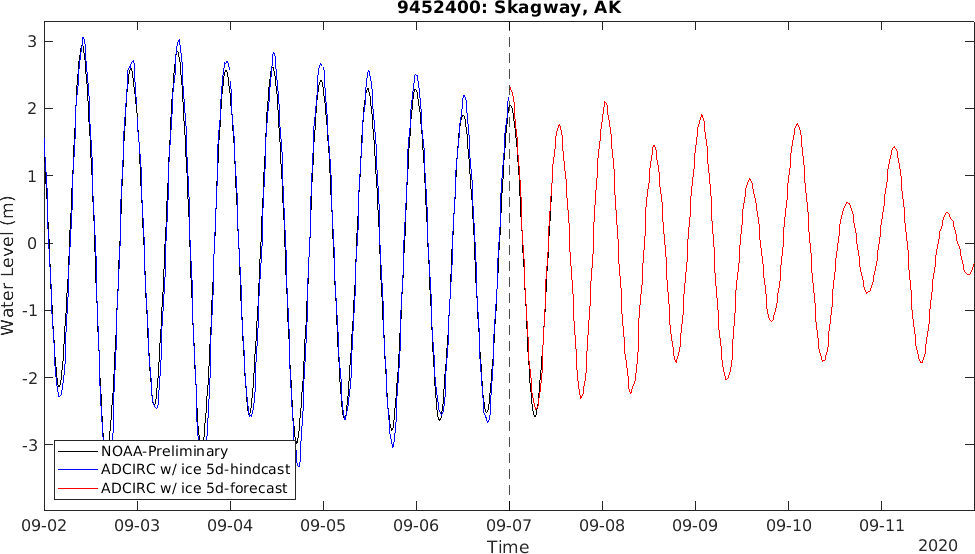 9452400: Skagway, AK
Water Level (m)
3
2
1
0
-1
-2
-3
NOAA-Preliminary
ADCIRC w/ ice 5d-hindcast
ADCIRC w/ ice 5d-forecast
09-02 09-03 09-04 09-05 09-06 09-07 09-08 09-09 09-10 09-11
Time
2020